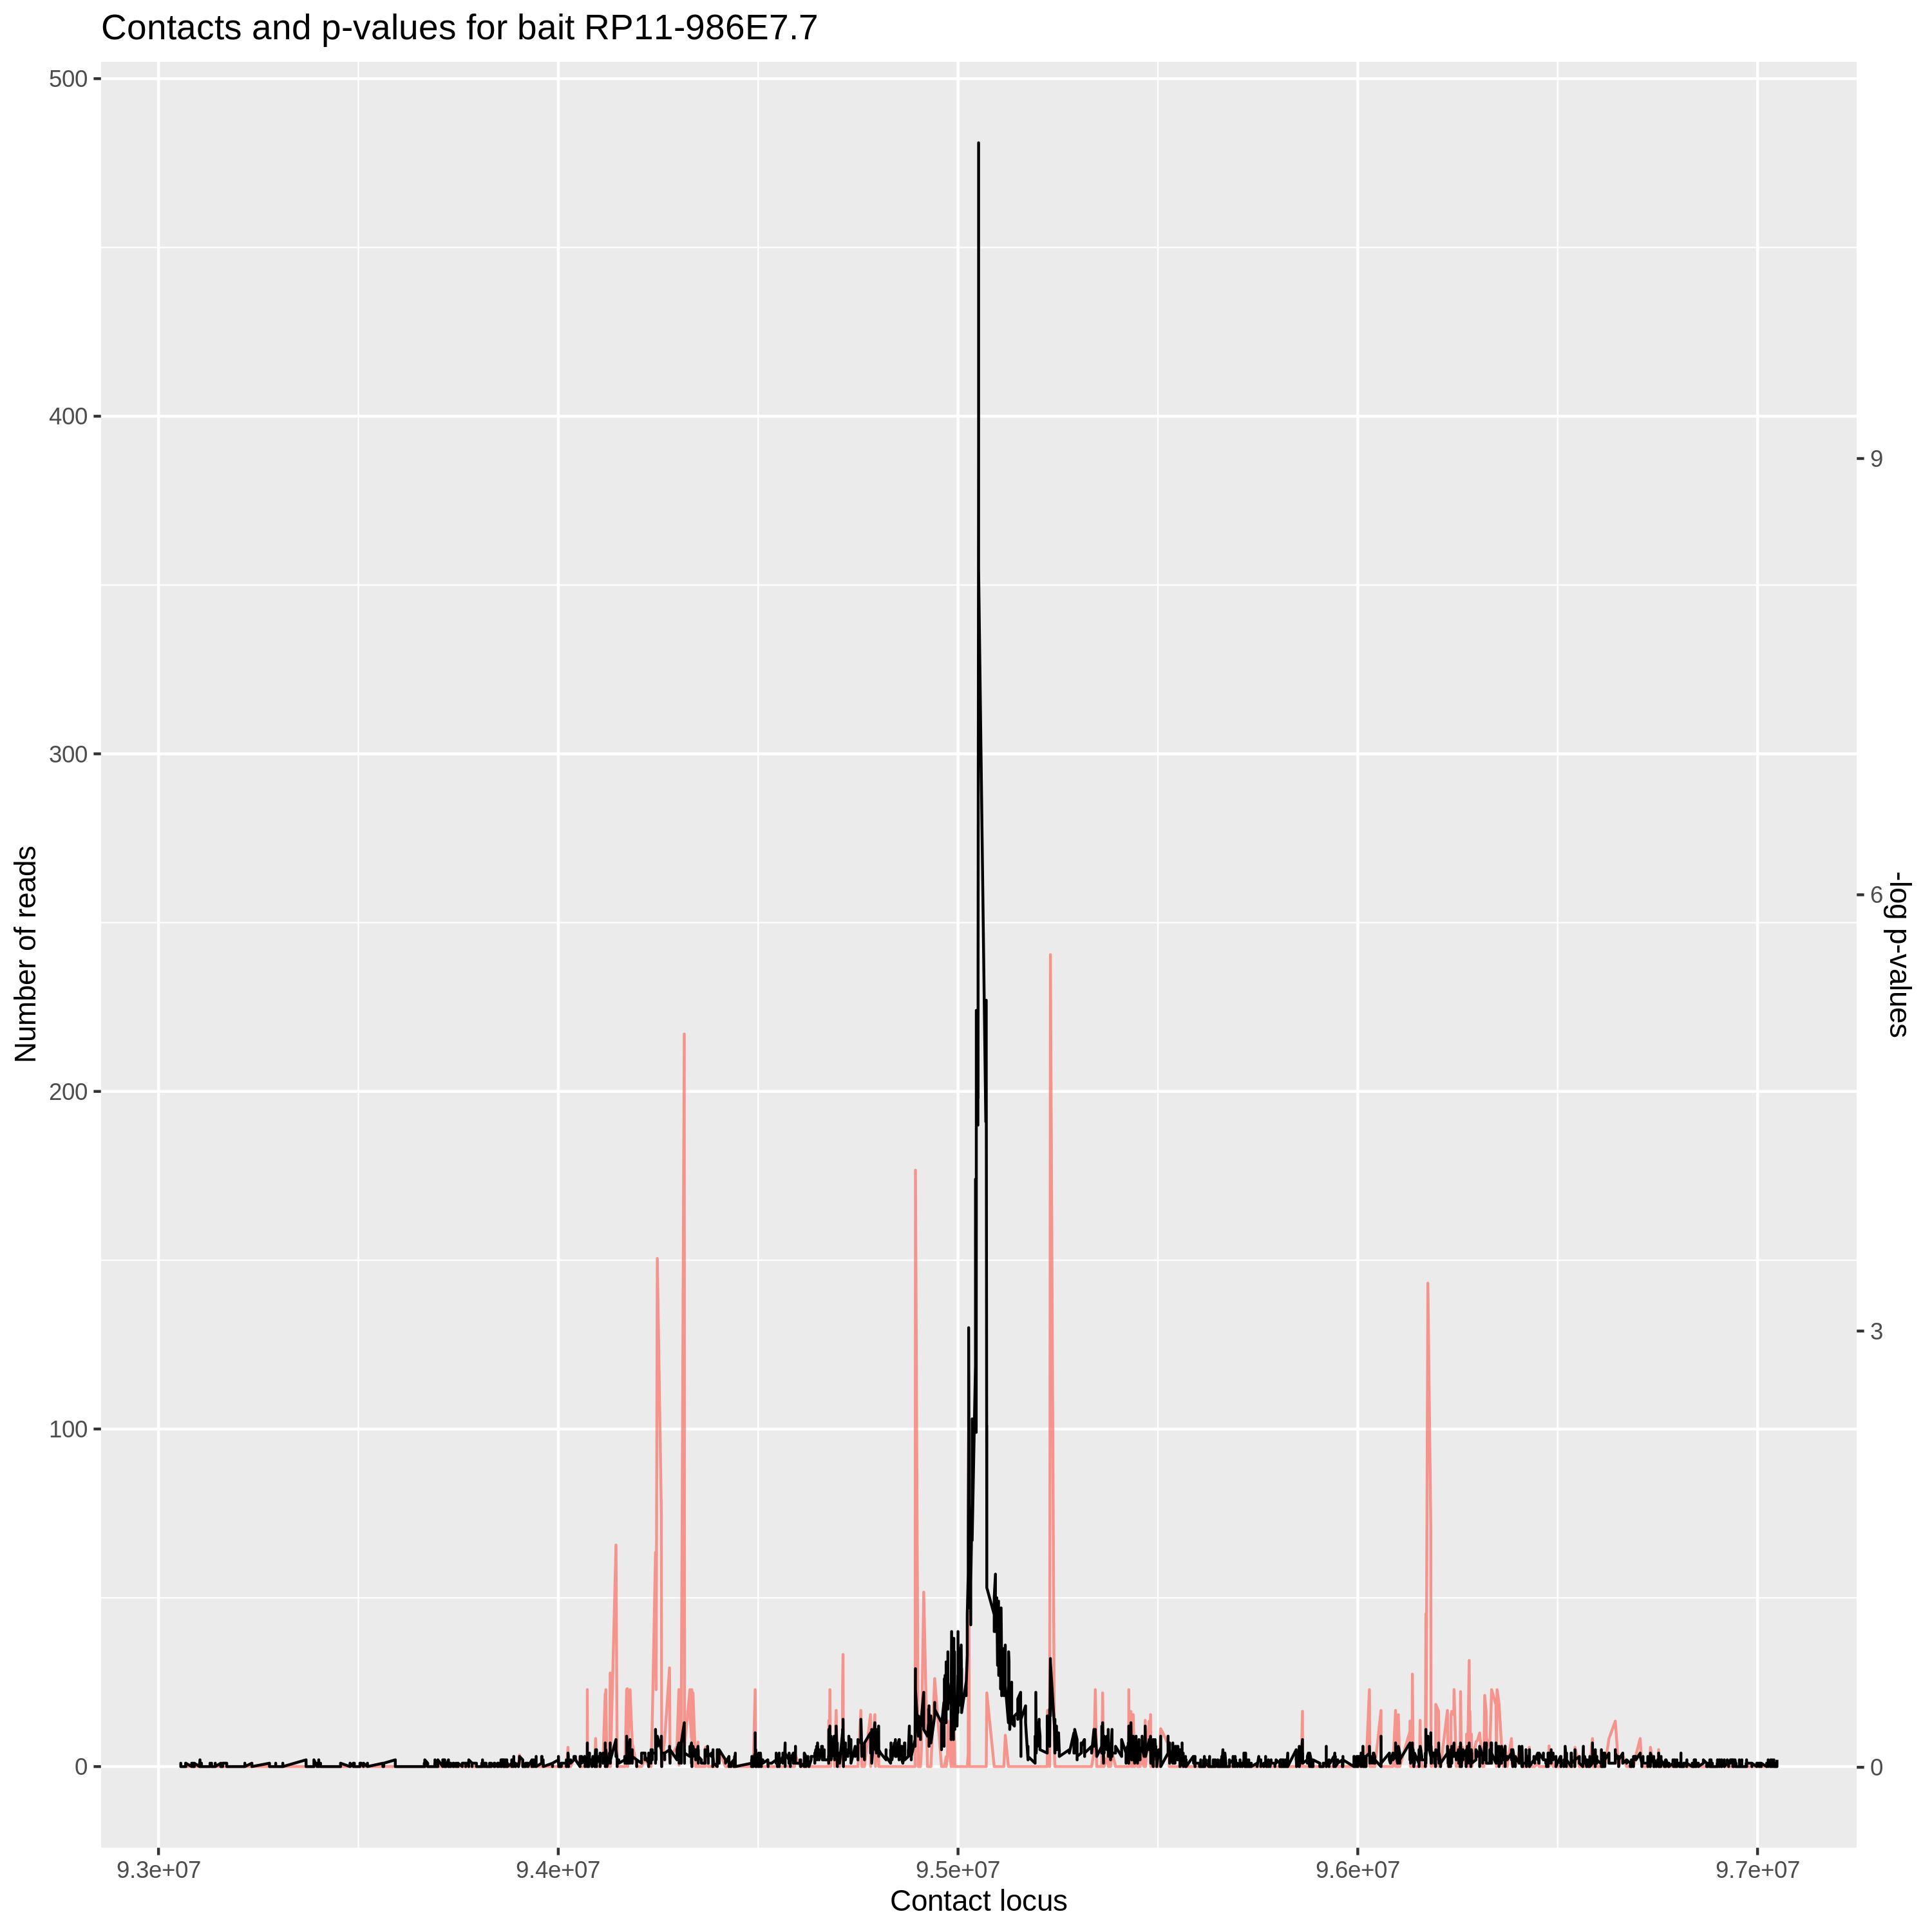 Contacts and p-values for bait RP11-986E7.7
500
400
300
200
100
0
Number of reads
9
6
3
0
-log p-values
9.3e+07
9.4e+07
9.5e+07
9.6e+07
9.7e+07
Contact locus